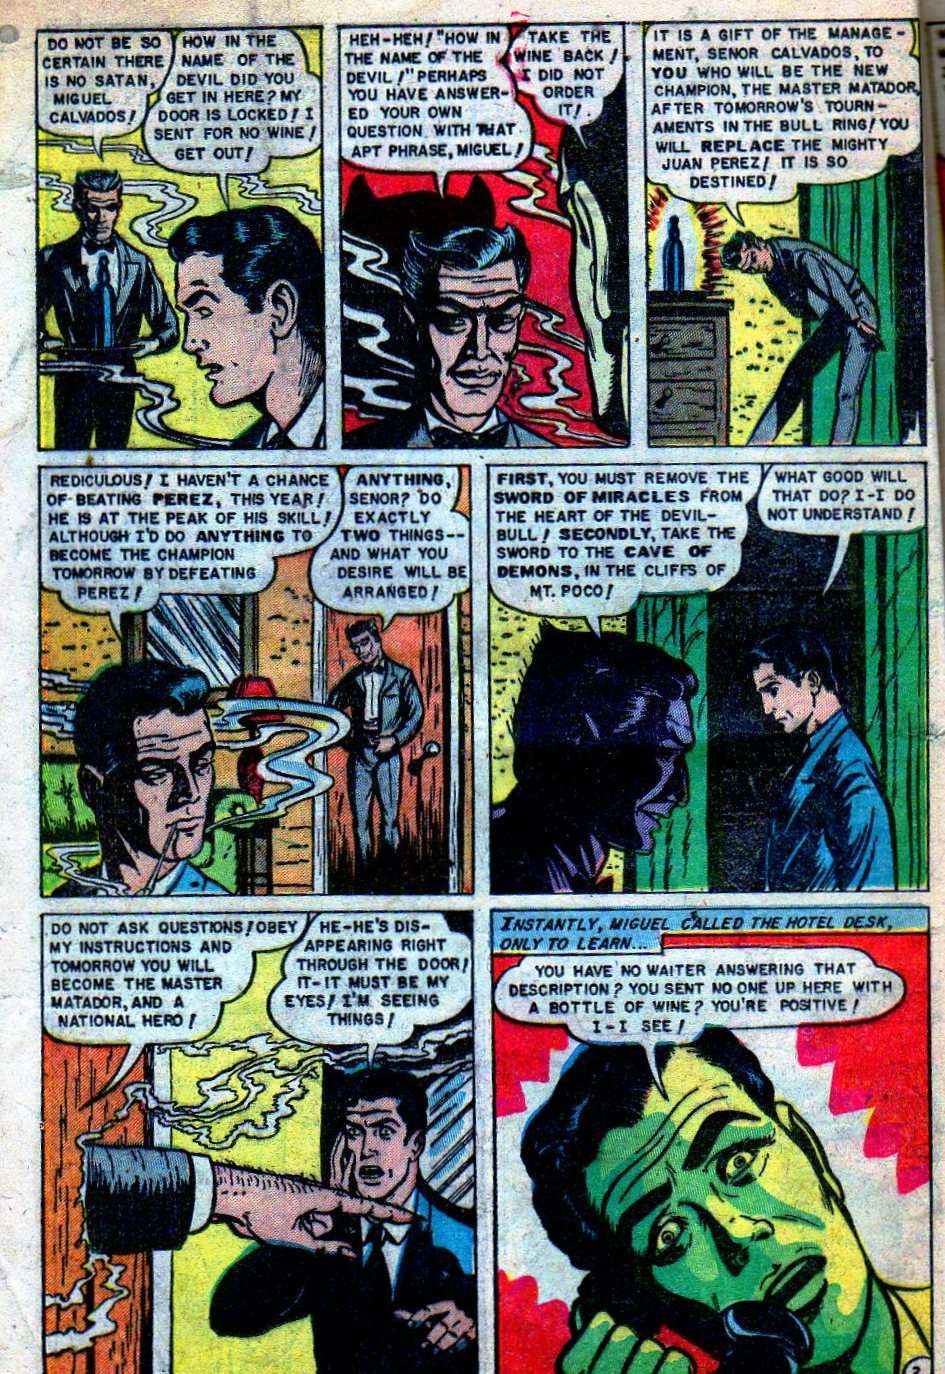 DO NOT BE SO
CERTAIN THERE
IS NO SATAN,
MIGUEL
CALVADOS!
HOW IN THE
NAME OF THE
DEVIL DID YOU
GET IN HERE? MY
DOOR IS LOCKED! I
SENT FOR NO WINE!
GET OUT!
HEH-HEH! "HOW IN
THE NAME OF THE
DEVIL!" PERHAPS
YOU HAVE ANSWER-
ED YOUR OWN
QUESTION WITH THAT
APT PHRASE, MIGUEL!
TAKE THE
WINE BACK!
I DID NOT
ORDER
IT!
IT IS A GIFT OF THE MANAGE-
MENT, SENOR CALVADOS, TO
YOU WHO WILL BE THE NEW
CHAMPION, THE MASTER MATADOR,
AFTER TOMORROW'S TOURN-
AMENTS IN THE BULL RING! YOU
WILL REPLACE THE MIGHTY
JUAN PEREZ! IT IS SO
DESTINED!
REDICULOUS! I HAVEN'T A CHANCE
OF BEATING PEREZ, THIS YEAR!
HE IS AT THE PEAK OF HIS SKILL!
ALTHOUGH I'D DO ANYTHING TO
BECOME THE CHAMPION
TOMORROW BY DEFEATING
PEREZ!
ANYTHING,
SENOR? DO
EXACTLY
TWO THINGS--
AND WHAT YOU
DESIRE WILL BE
ARRANGED!
FIRST, YOU MUST REMOVE THE
SWORD OF MIRACLES FROM
THE HEART OF THE DEVIL-
BULL! SECONDLY, TAKE THE
SWORD TO THE CAVE OF
DEMONS, IN THE CLIFFS OF
MT. POCO!
WHAT GOOD WILL
THAT DO? I-I DO
NOT UNDERSTAND!
DO NOT ASK QUESTIONS! OBEY
MY INSTRUCTIONS AND
TOMORROW YOU WILL
BECOME THE MASTER
MATADOR, AND A
NATIONAL HERO!
HE-HE'S DIS-
APPEARING RIGHT
THROUGH THE DOOR!
IT-IT MUST BE MY
EYES! I'M SEEING
THINGS!
INSTANTLY, MIGUEL CALLED THE HOTEL DESK,
ONLY TO LEARN...
YOU HAVE NO WAITER ANSWERING THAT
DESCRIPTION? YOU SENT NO ONE UP HERE WITH
A BOTTLE OF WINE? YOU'RE POSITIVE!
I-I SEE!
2